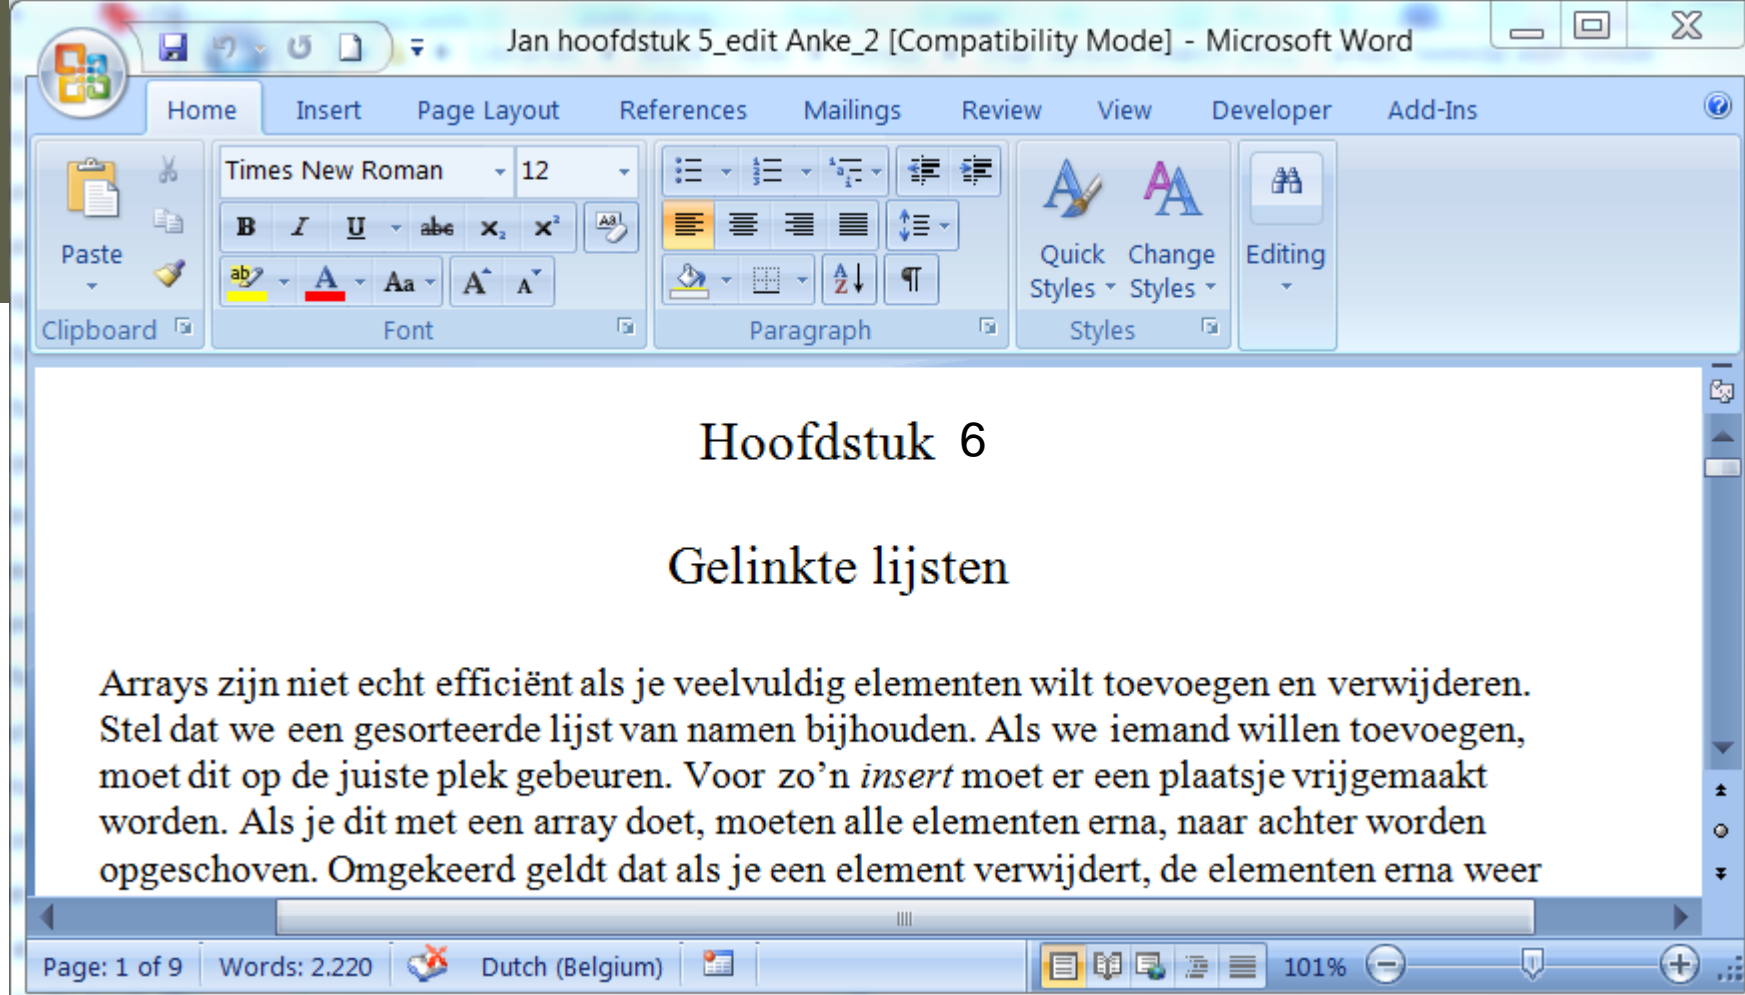 Jan hoofdstuk 5_edit Anke_2 [Compatibility Mode] - Microsoft Word
Home Insert Page Layout References Mailings Review View Developer Add-Ins
Times New Roman 12
B I U abc x₂ x² Aa
Paste
ab A Aa A A A Z ¶
Quick Styles Change Styles Editing
Clipboard Font Paragraph Styles
Hoofdstuk 6
Gelinkte lijsten
Arrays zijn niet echt efficiënt als je veelvuldig elementen wilt toevoegen en verwijderen.
Stel dat we een gesorteerde lijst van namen bijhouden. Als we iemand willen toevoegen,
moet dit op de juiste plek gebeuren. Voor zo’n insert moet er een plaatsje vrijgemaakt
worden. Als je dit met een array doet, moeten alle elementen erna, naar achter worden
opgeschoven. Omgekeerd geldt dat als je een element verwijdert, de elementen erna weer
Page: 1 of 9 Words: 2.220 Dutch (Belgium) 101%